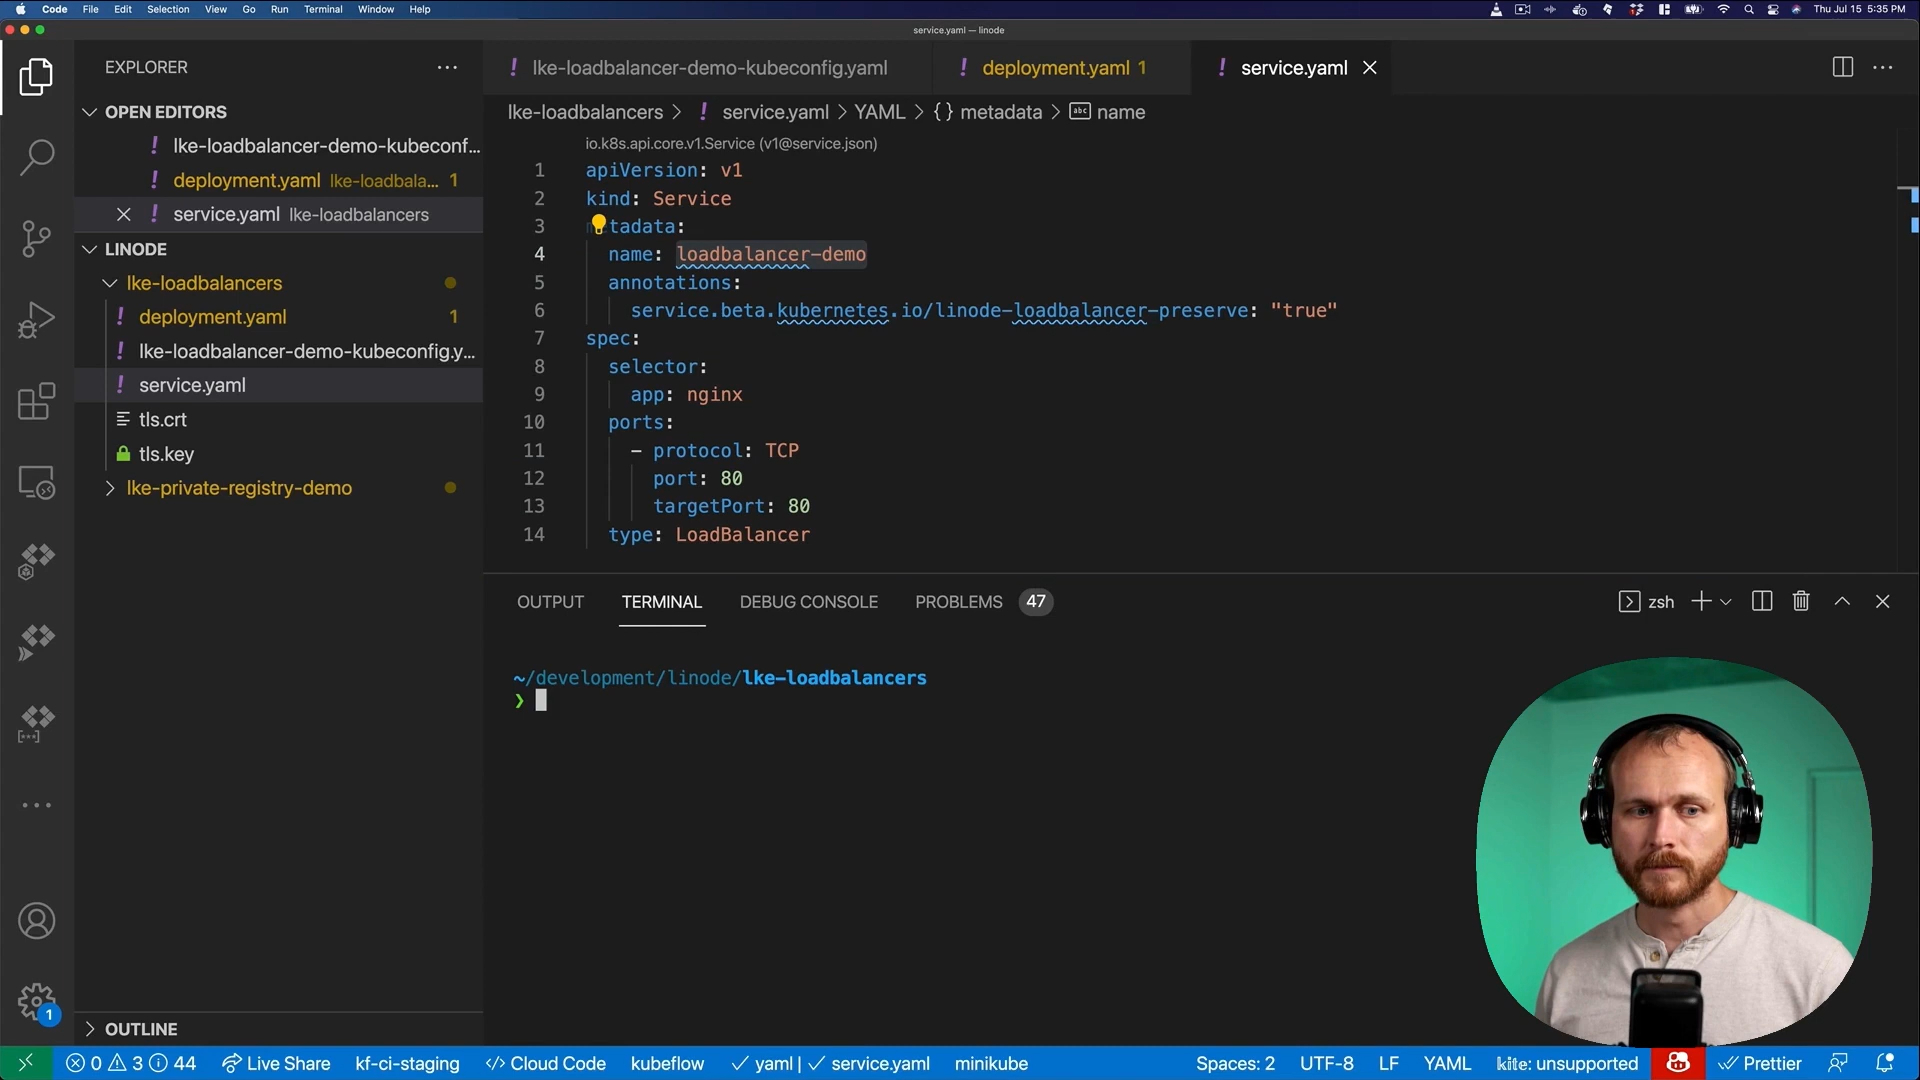 Code File Edit Selection View Go Run Terminal Window Help Thu Jul 15 5:35 PM
service.yaml — linode
EXPLORER
OPEN EDITORS
! lke-loadbalancer-demo-kubeconf...
! deployment.yaml lke-loadbala... 1
! service.yaml lke-loadbalancers
LINODE
lke-loadbalancers
! deployment.yaml 1
! lke-loadbalancer-demo-kubeconfig.y...
! service.yaml
tls.crt
tls.key
lke-private-registry-demo
OUTLINE
1
! lke-loadbalancer-demo-kubeconfig.yaml ! deployment.yaml 1 ! service.yaml
lke-loadbalancers > ! service.yaml > YAML > {} metadata > abc name
io.k8s.api.core.v1.Service (v1@service.json)
1 apiVersion: v1
2 kind: Service
3 tadata:
4 name: loadbalancer-demo
5 annotations:
6 service.beta.kubernetes.io/linode-loadbalancer-preserve: "true"
7 spec:
8 selector:
9 app: nginx
10 ports:
11 - protocol: TCP
12 port: 80
13 targetPort: 80
14 type: LoadBalancer
OUTPUT TERMINAL DEBUG CONSOLE PROBLEMS 47 zsh
~/development/linode/lke-loadbalancers
❯
0 3 44 Live Share kf-ci-staging </> Cloud Code kubeflow ✓ yaml | ✓ service.yaml minikube Spaces: 2 UTF-8 LF YAML kite: unsupported Prettier